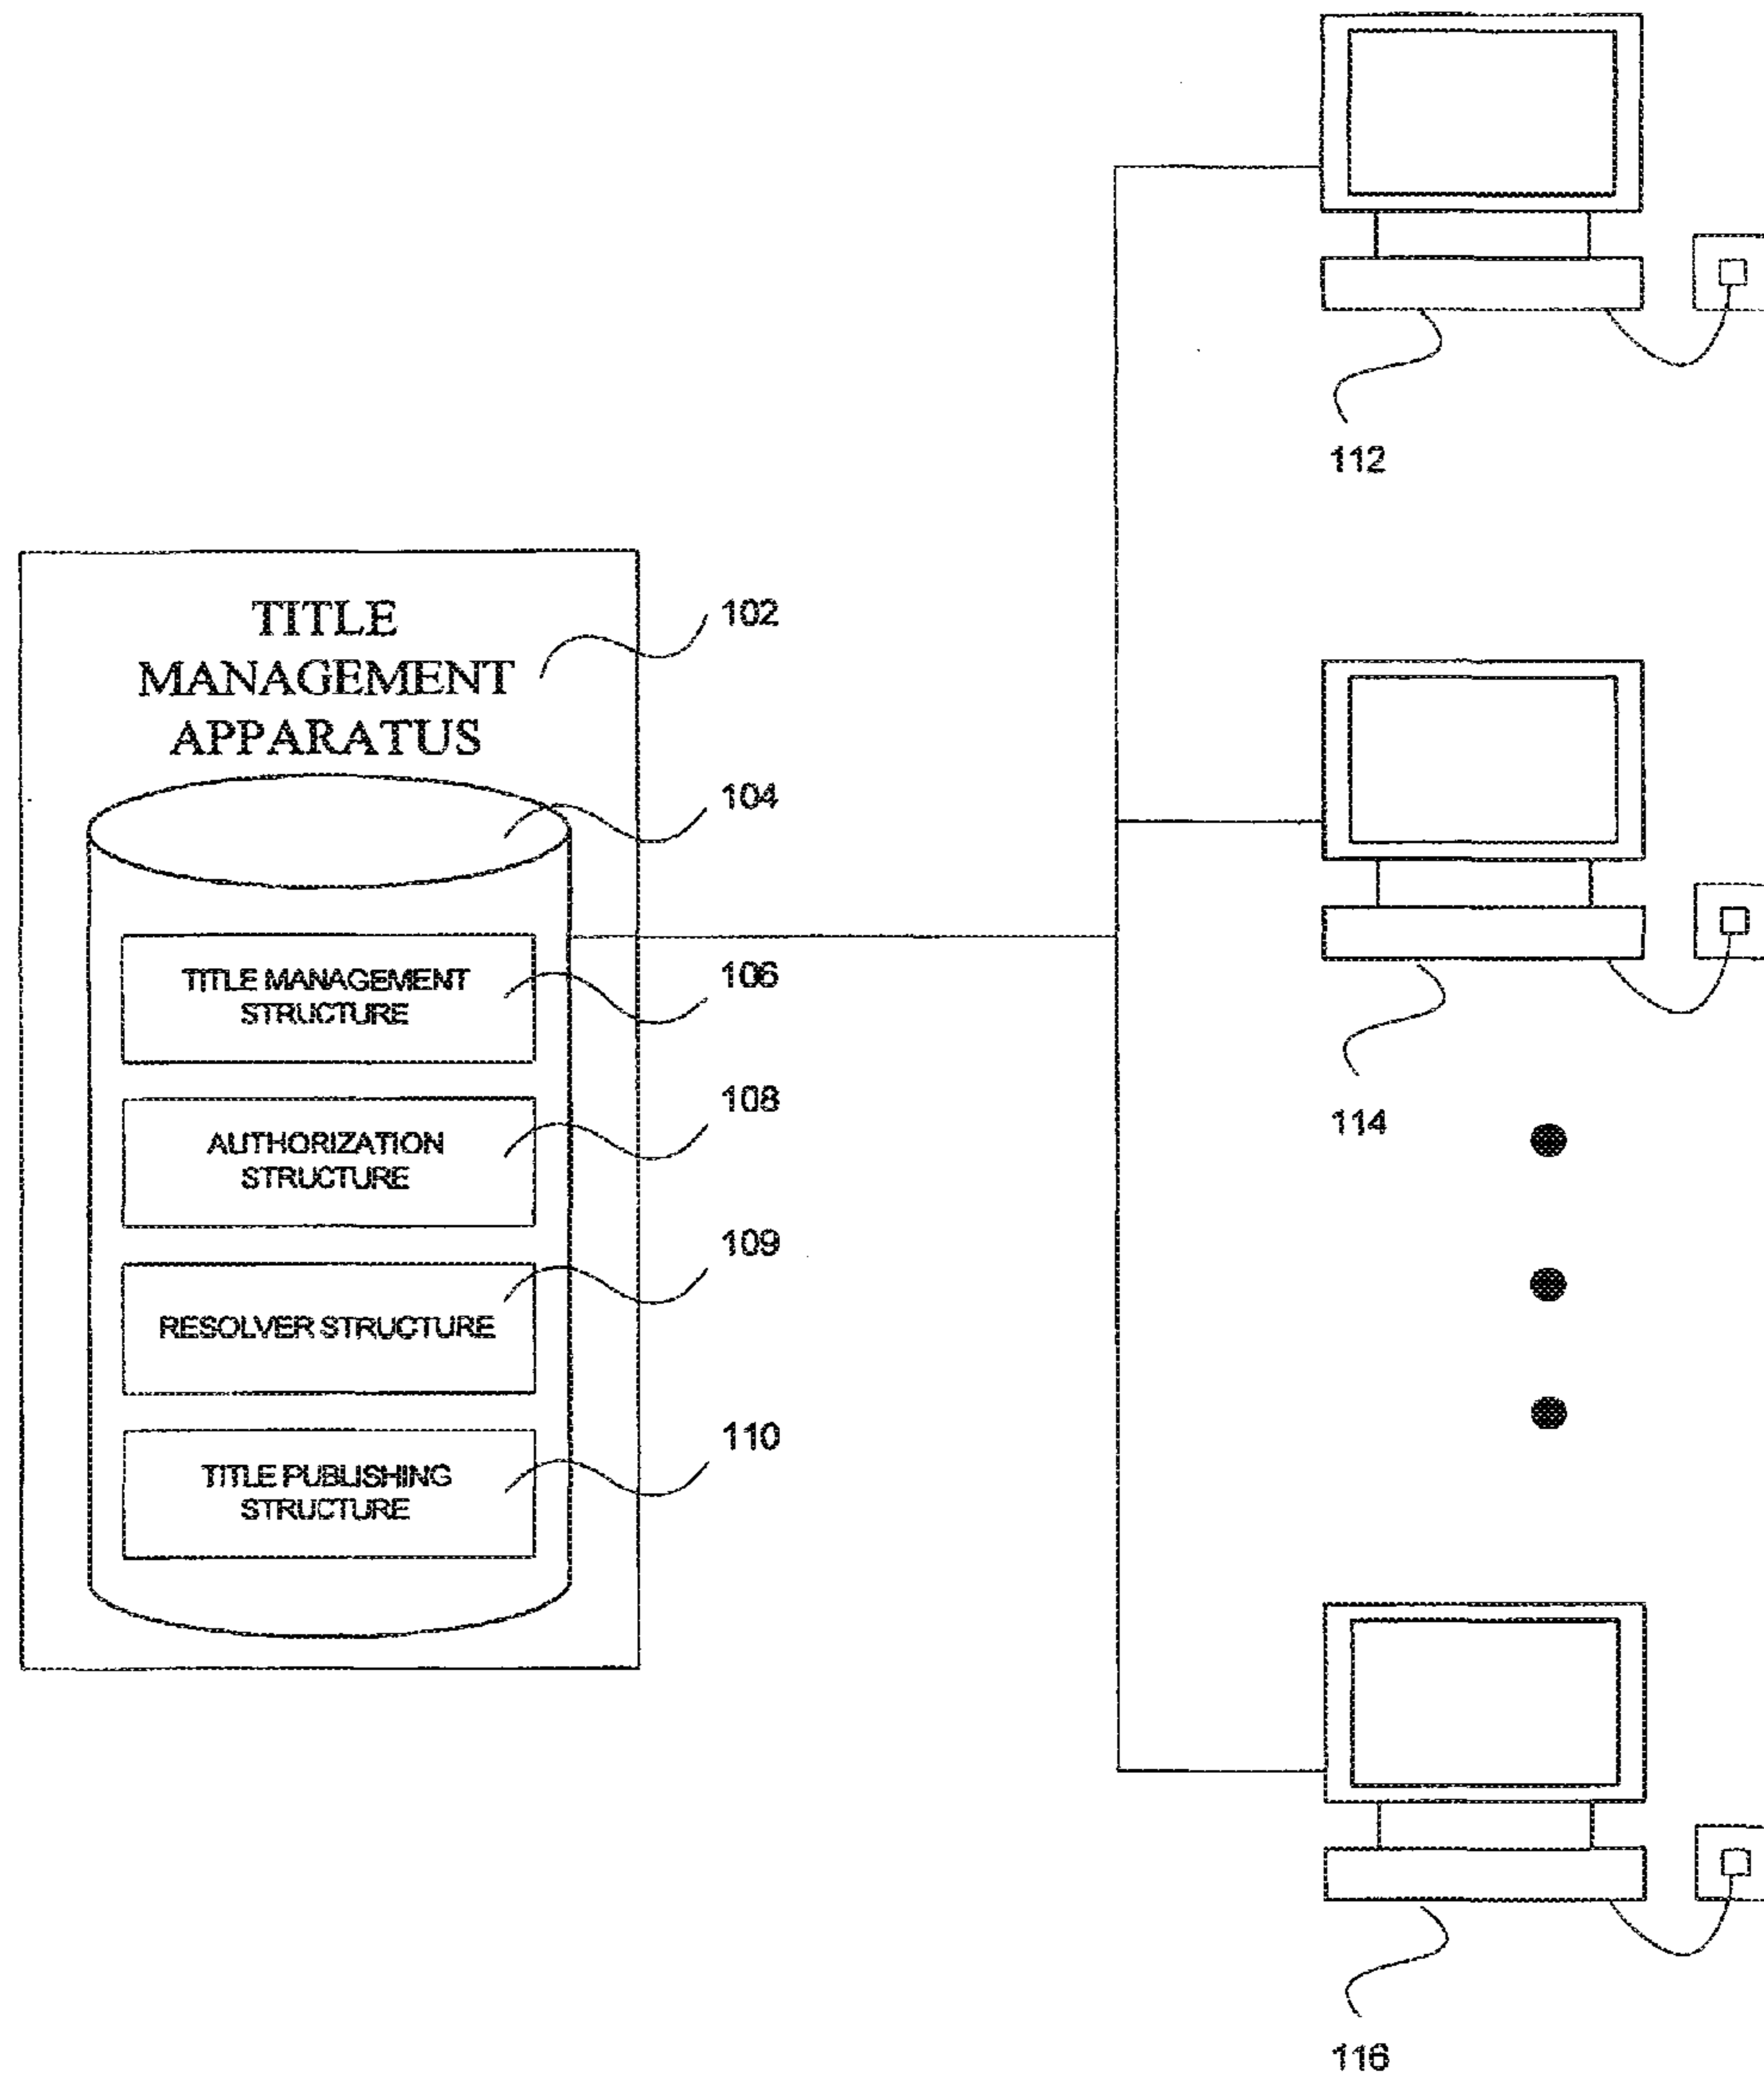 112
TITLE
MANAGEMENT
APPARATUS
102
104
TITLE MANAGEMENT
STRUCTURE
106
AUTHORIZATION
STRUCTURE
108
114
RESOLVER STRUCTURE
109
TITLE PUBLISHING
STRUCTURE
110
116